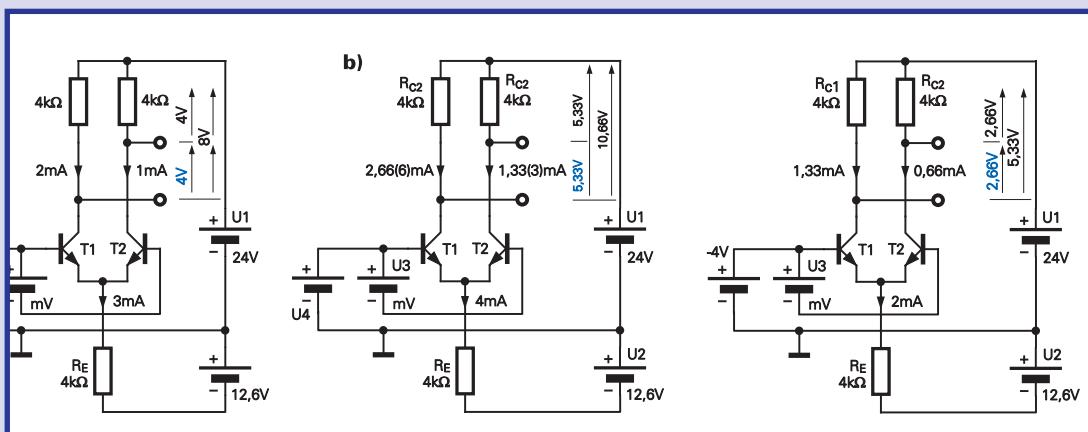 4kΩ
4kΩ
4V
8V
4V
2mA
1mA
+
U1
−
24V
T1
T2
+
−
mV
3mA
RE
4kΩ
+
−
12,6V
b)
RC2
4kΩ
RC2
4kΩ
5,33V
10,66V
5,33V
2,66(6)mA
1,33(3)mA
+
U1
−
24V
T1
T2
+
−
U4
+
U3
−
mV
4mA
RE
4kΩ
+
U2
−
12,6V
RC1
4kΩ
RC2
4kΩ
2,66V
5,33V
2,66V
1,33mA
0,66mA
+
U1
−
24V
T1
T2
-4V
+
−
+
U3
−
mV
2mA
RE
4kΩ
+
U2
−
12,6V